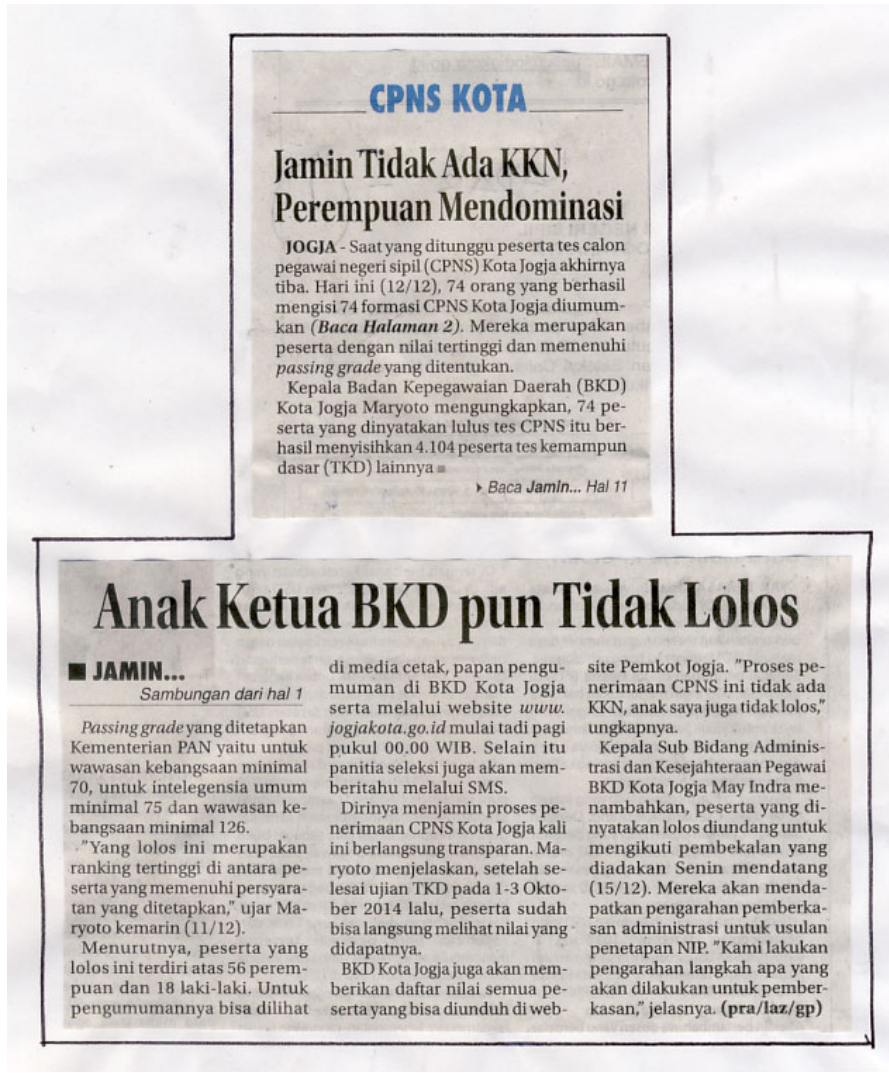 CPNS KOTA
Jamin Tidak Ada KKN,
Perempuan Mendominasi
JOGJA - Saat yang ditunggu peserta tes calon
pegawai negeri sipil (CPNS) Kota Jogja akhirnya
tiba. Hari ini (12/12), 74 orang yang berhasil
mengisi 74 formasi CPNS Kota Jogja diumum-
kan (Baca Halaman 2). Mereka merupakan
peserta dengan nilai tertinggi dan memenuhi
passing grade yang ditentukan.
Kepala Badan Kepegawaian Daerah (BKD)
Kota Jogja Maryoto mengungkapkan, 74 pe-
serta yang dinyatakan lulus tes CPNS itu ber-
hasil menyisihkan 4.104 peserta tes kemampun
dasar (TKD) lainnya
Baca Jamin... Hal 11
Anak Ketua BKD pun Tidak Lolos
JAMIN...
Sambungan dari hal 1
Passing grade yang ditetapkan
Kementerian PAN yaitu untuk
wawasan kebangsaan minimal
70, untuk intelegensia umum
minimal 75 dan wawasan ke-
bangsaan minimal 126.
"Yang lolos ini merupakan
ranking tertinggi di antara pe-
serta yang memenuhi persyara-
tan yang ditetapkan," ujar Ma-
ryoto kemarin (11/12).
Menurutnya, peserta yang
lolos ini terdiri atas 56 perem-
puan dan 18 laki-laki. Untuk
pengumumannya bisa dilihat
di media cetak, papan pengu-
muman di BKD Kota Jogja
serta melalui website www.
jogjakota.go.id mulai tadi pagi
pukul 00.00 WIB. Selain itu
panitia seleksi juga akan mem-
beritahu melalui SMS.
Dirinya menjamin proses pe-
nerimaan CPNS Kota Jogja kali
ini berlangsung transparan. Ma-
ryoto menjelaskan, setelah se-
lesai ujian TKD pada 1-3 Okto-
ber 2014 lalu, peserta sudah
bisa langsung melihat nilai yang
didapatnya.
BKD Kota Jogja juga akan mem-
berikan daftar nilai semua pe-
serta yang bisa diunduh di web-
site Pemkot Jogja. "Proses pe-
nerimaan CPNS ini tidak ada
KKN, anak saya juga tidak lolos,"
ungkapnya.
Kepala Sub Bidang Adminis-
trasi dan Kesejahteraan Pegawai
BKD Kota Jogja May Indra me-
nambahkan, peserta yang di-
nyatakan lolos diundang untuk
mengikuti pembekalan yang
diadakan Senin mendatang
(15/12). Mereka akan menda-
patkan pengarahan pemberka-
san administrasi untuk usulan
penetapan NIP. "Kami lakukan
pengarahan langkah apa yang
akan dilakukan untuk pember-
kasan," jelasnya. (pra/laz/gp)